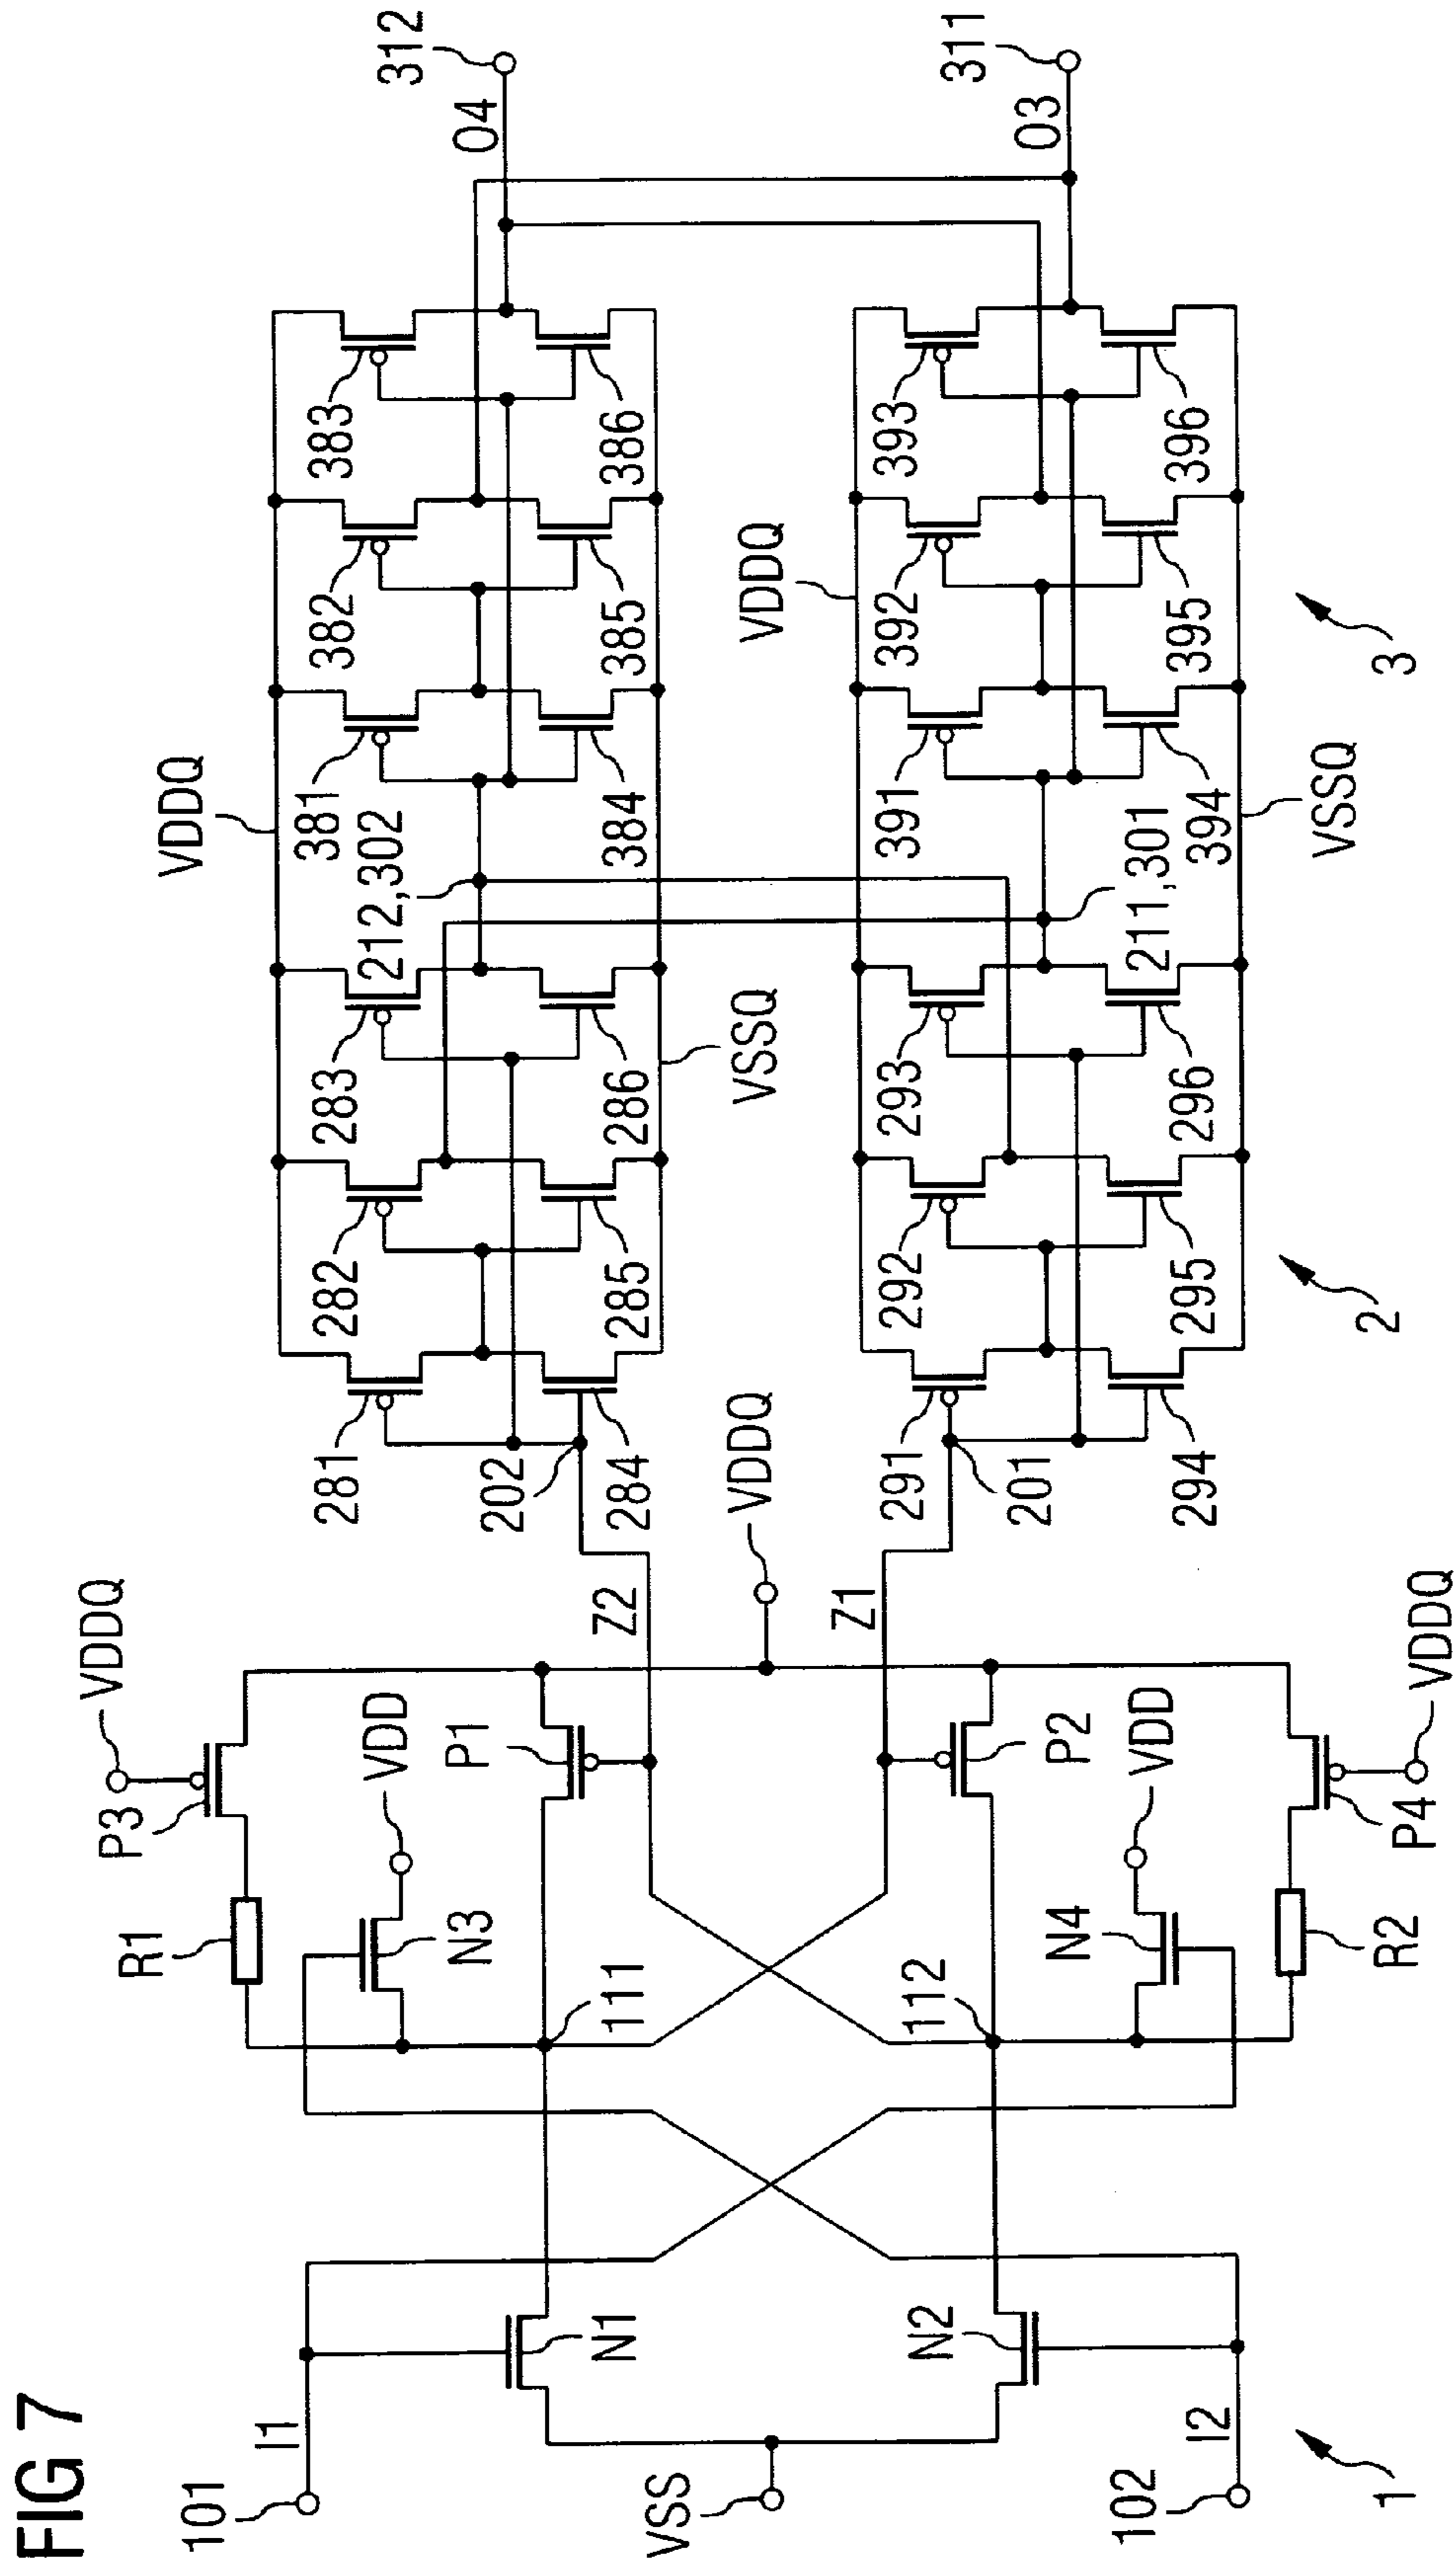 FIG 7
101
I1
VSS
102
I2
1
N1
N2
R1
P3
VDDQ
N3
VDD
P1
111
112
Z2
Z1
VDDQ
P2
N4
VDD
R2
P4
VDDQ
281
202
284
291
201
294
282
285
292
295
2
283
286
VSSQ
293
296
212,302
211,301
VDDQ
381
384
391
394
VSSQ
382
385
VDDQ
392
395
3
383
386
393
396
O4
312
O3
311